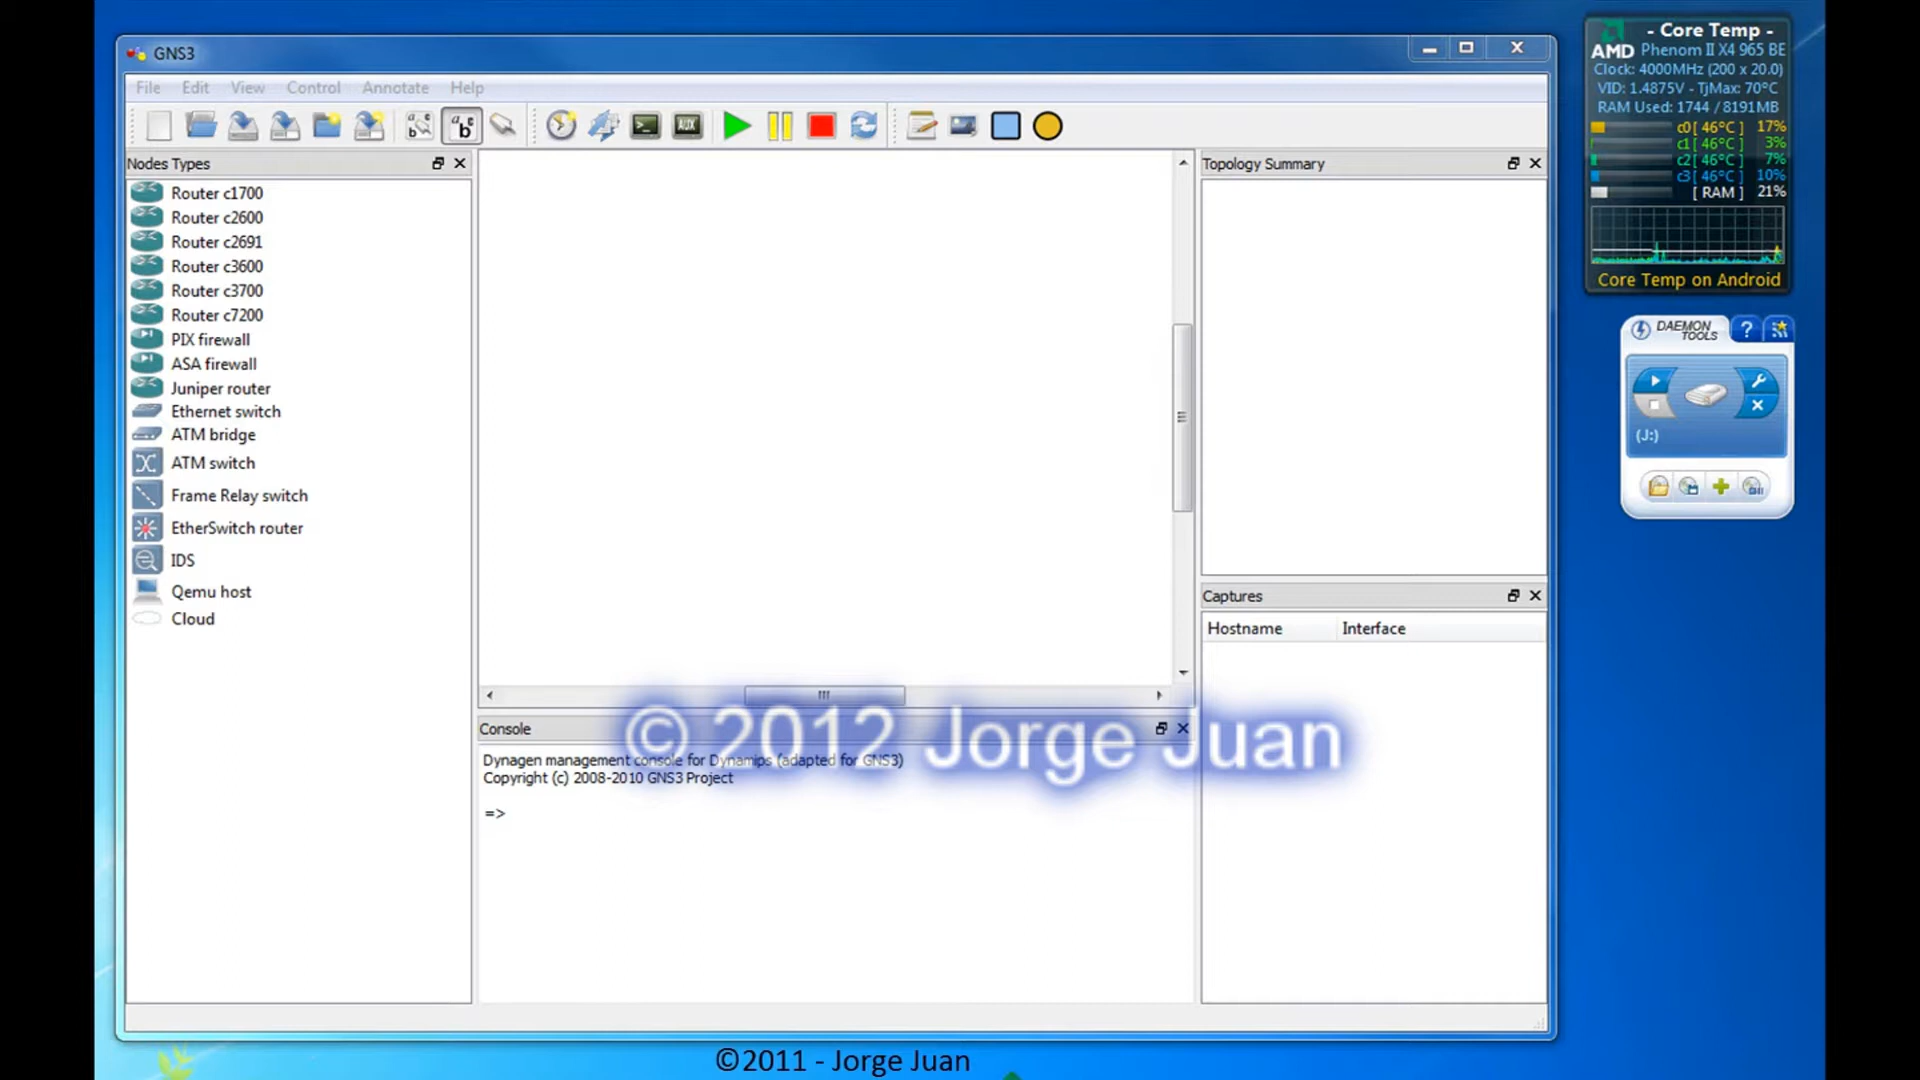 GNS3
File Edit View Control Annotate Help
AUX
Nodes Types
Router c1700
Router c2600
Router c2691
Router c3600
Router c3700
Router c7200
PIX firewall
ASA firewall
Juniper router
Ethernet switch
ATM bridge
ATM switch
Frame Relay switch
EtherSwitch router
IDS
Qemu host
Cloud
Console
Dynagen management console for Dynamips (adapted for GNS3)
Copyright (c) 2008-2010 GNS3 Project
=>
Topology Summary
Captures
Hostname Interface
© 2012 Jorge Juan
©2011 - Jorge Juan
- Core Temp -
AMD Phenom II X4 965 BE
Clock: 4000MHz (200 x 20.0)
VID: 1.4875V - TjMax: 70°C
RAM Used: 1744 / 8191MB
c0[ 46°C ] 17%
c1[ 46°C ] 3%
c2[ 46°C ] 7%
c3[ 46°C ] 10%
[ RAM ] 21%
Core Temp on Android
DAEMON
TOOLS
?
(J:)